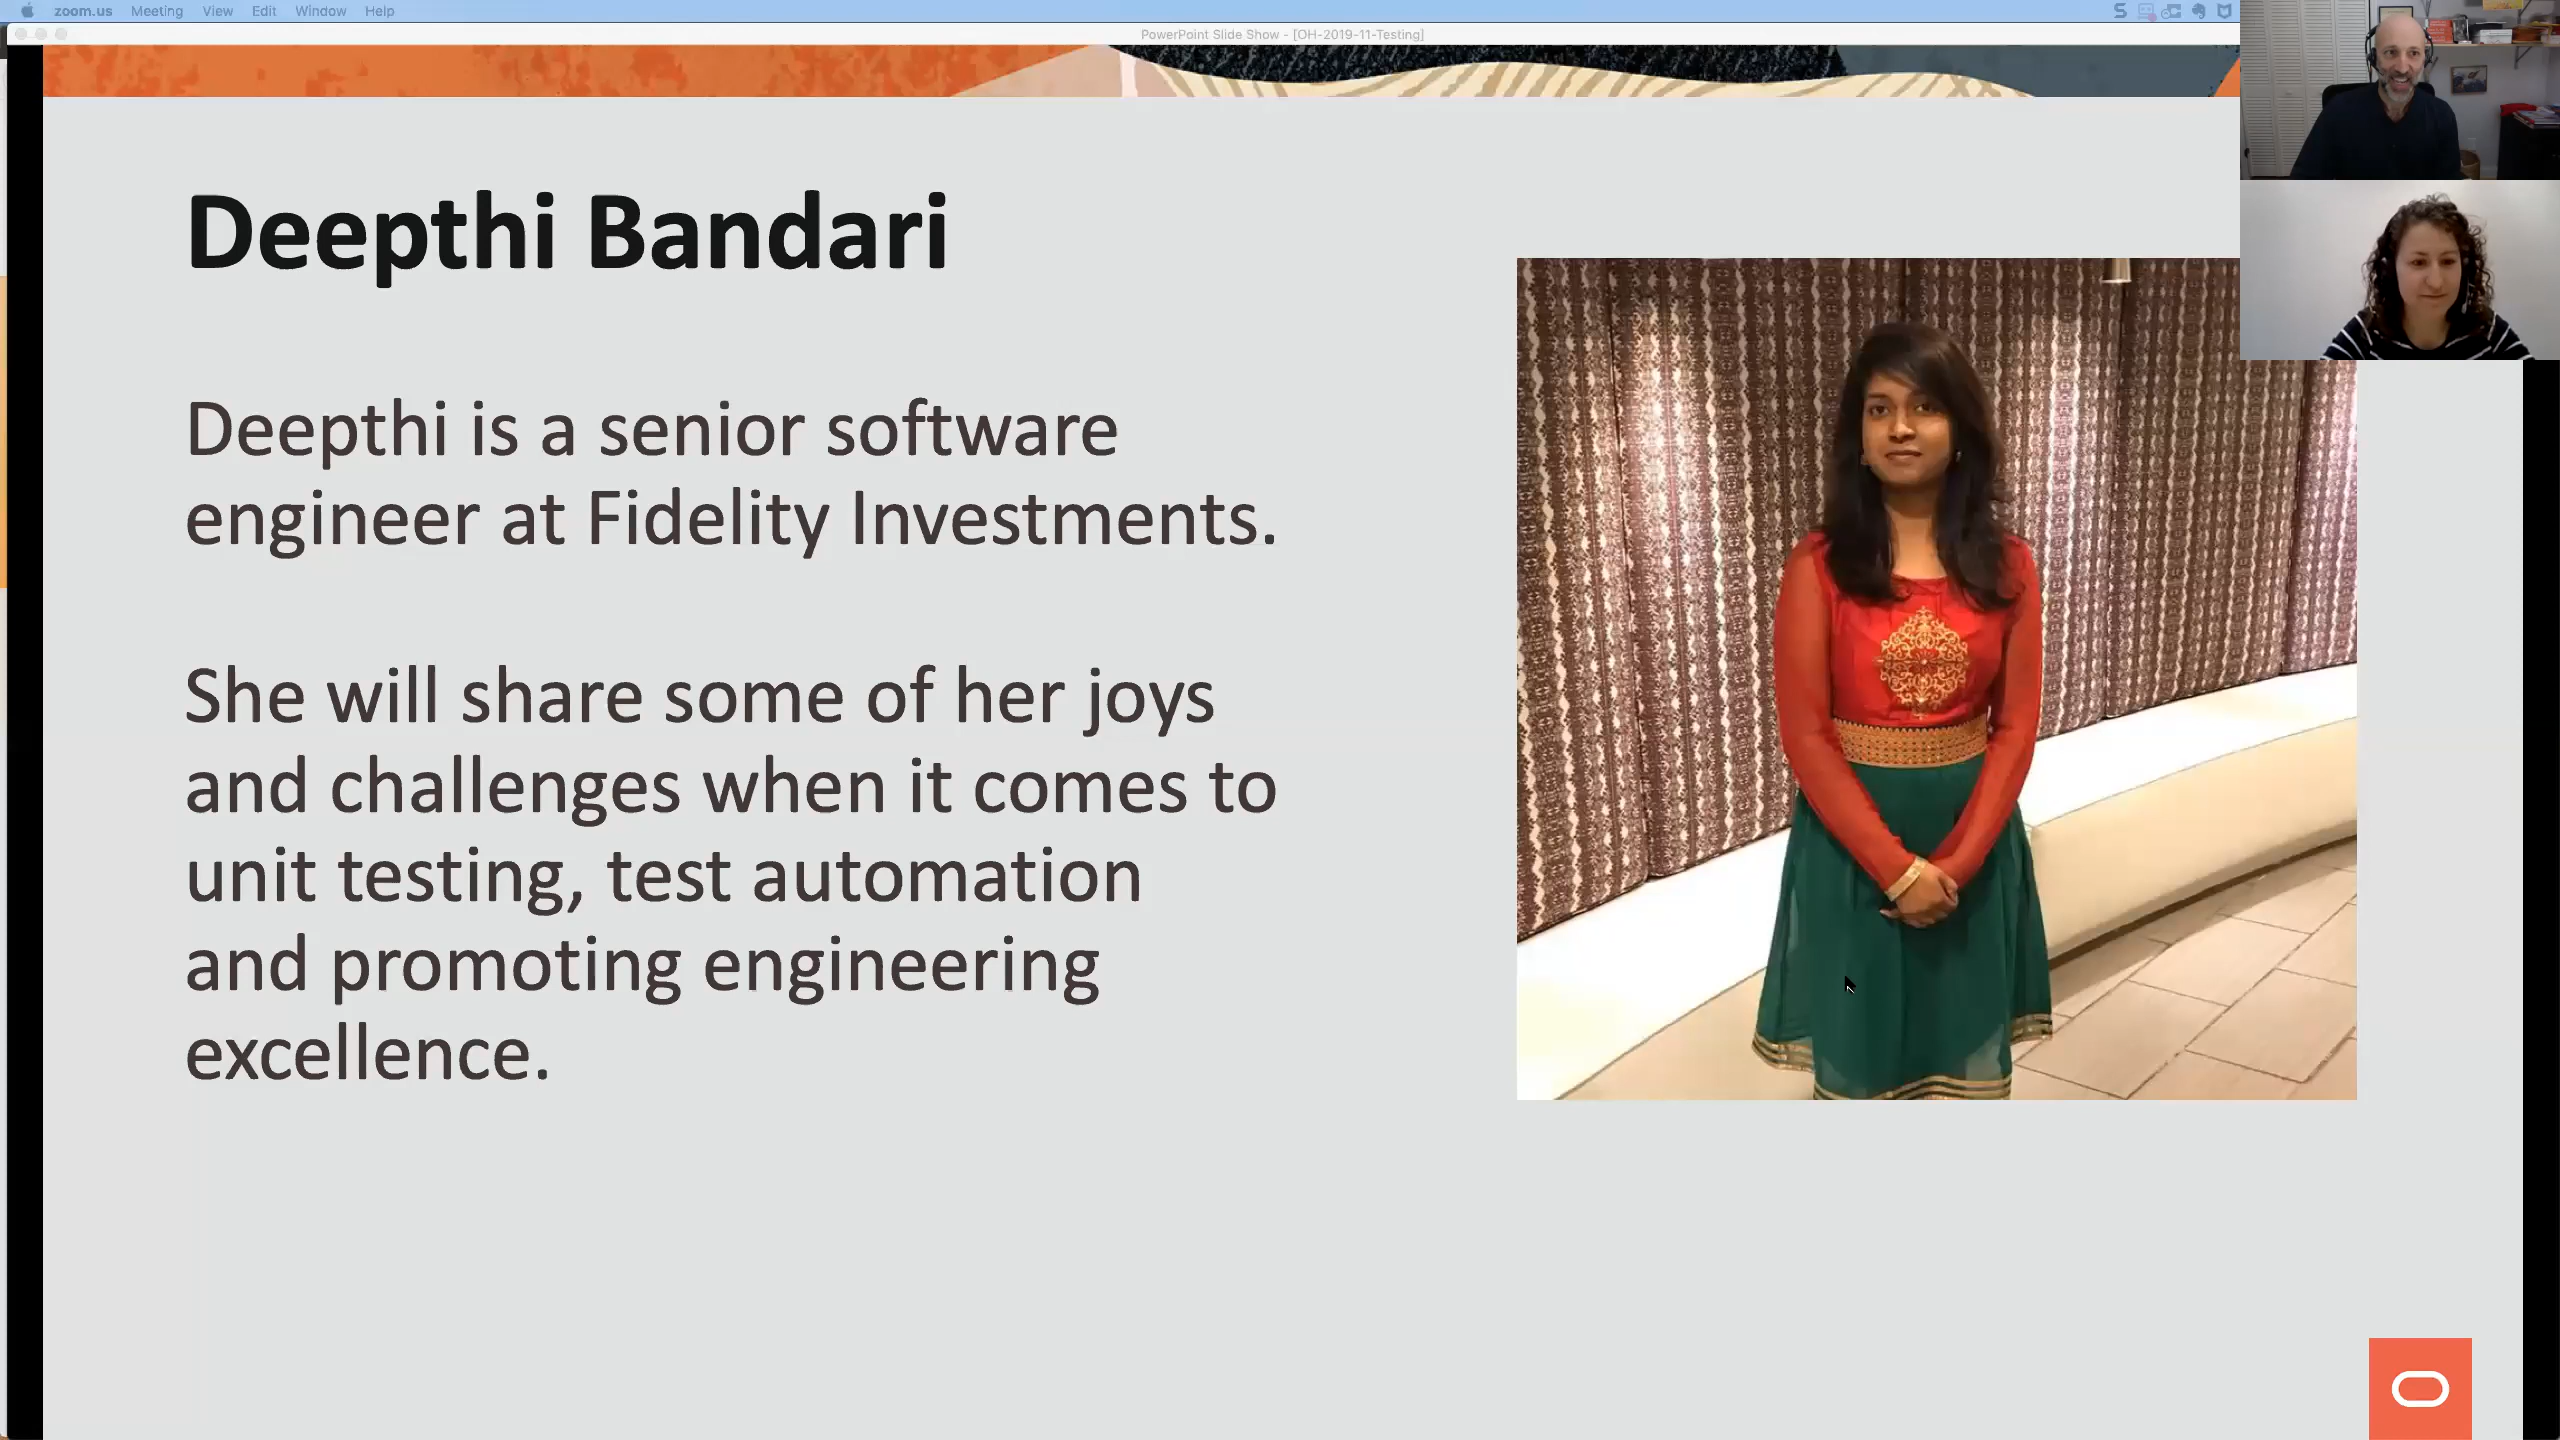 zoom.us Meeting View Edit Window Help
PowerPoint Slide Show - [OH-2019-11-Testing]
Deepthi Bandari
Deepthi is a senior software
engineer at Fidelity Investments.
She will share some of her joys
and challenges when it comes to
unit testing, test automation
and promoting engineering
excellence.